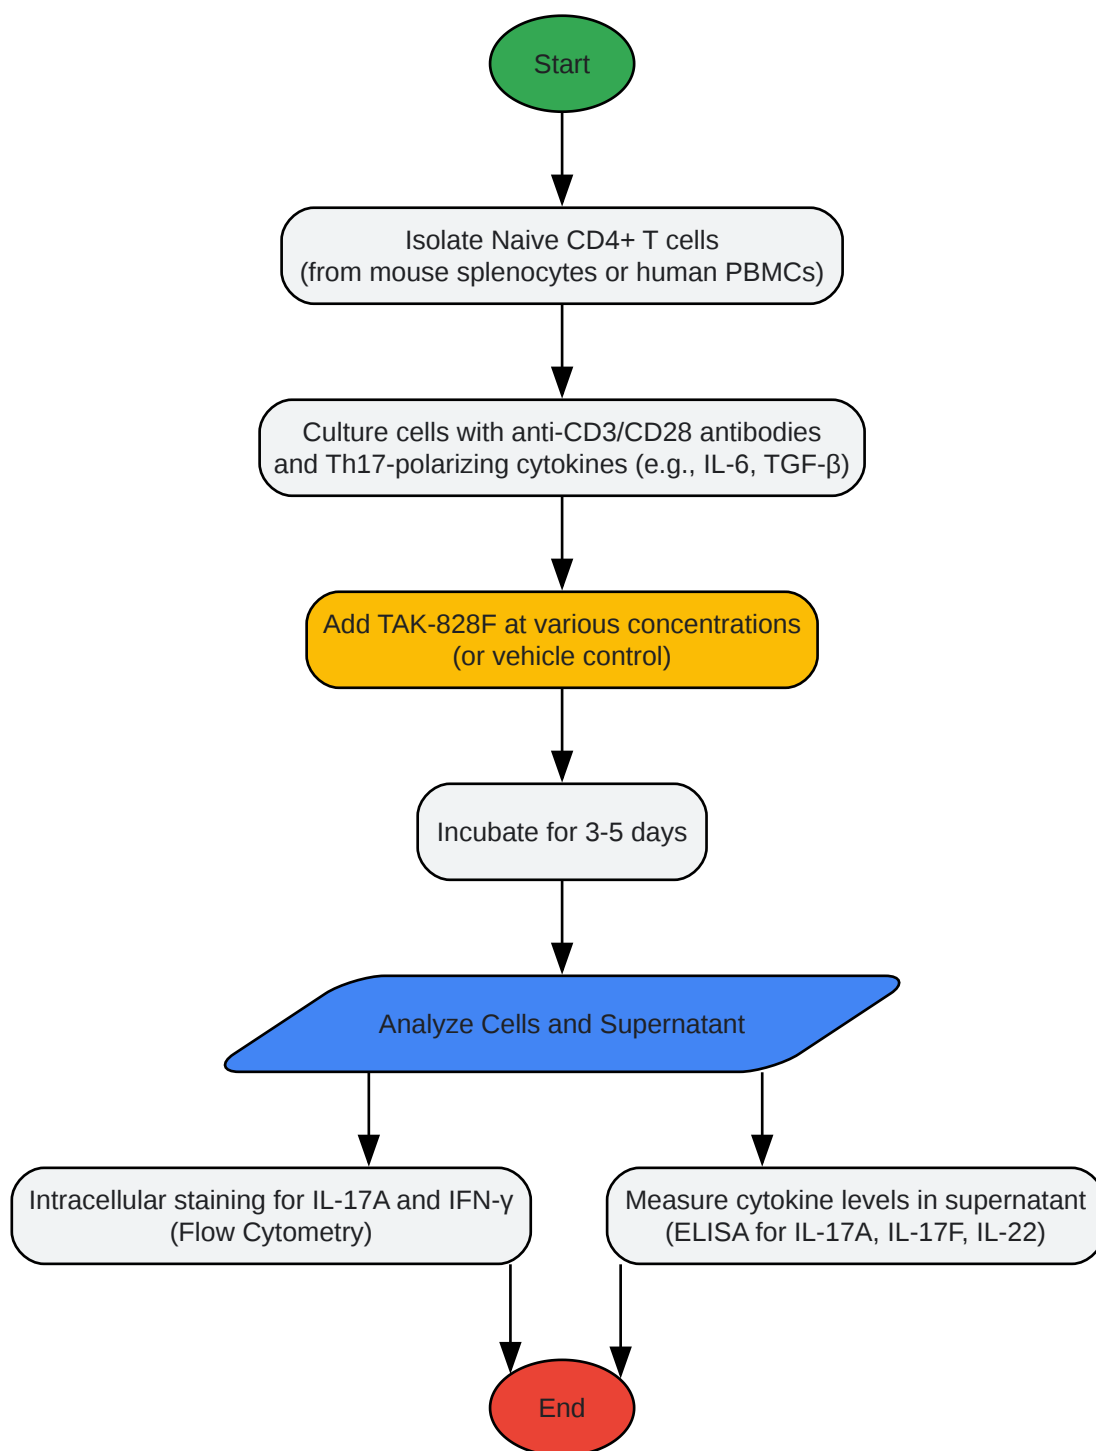 Start
Isolate Naive CD4+ T cells
(from mouse splenocytes or human PBMCs)
Culture cells with anti-CD3/CD28 antibodies
and Th17-polarizing cytokines (e.g., IL-6, TGF-β)
Add TAK-828F at various concentrations
(or vehicle control)
Incubate for 3-5 days
Analyze Cells and Supernatant
Intracellular staining for IL-17A and IFN-γ
(Flow Cytometry)
Measure cytokine levels in supernatant
(ELISA for IL-17A, IL-17F, IL-22)
End